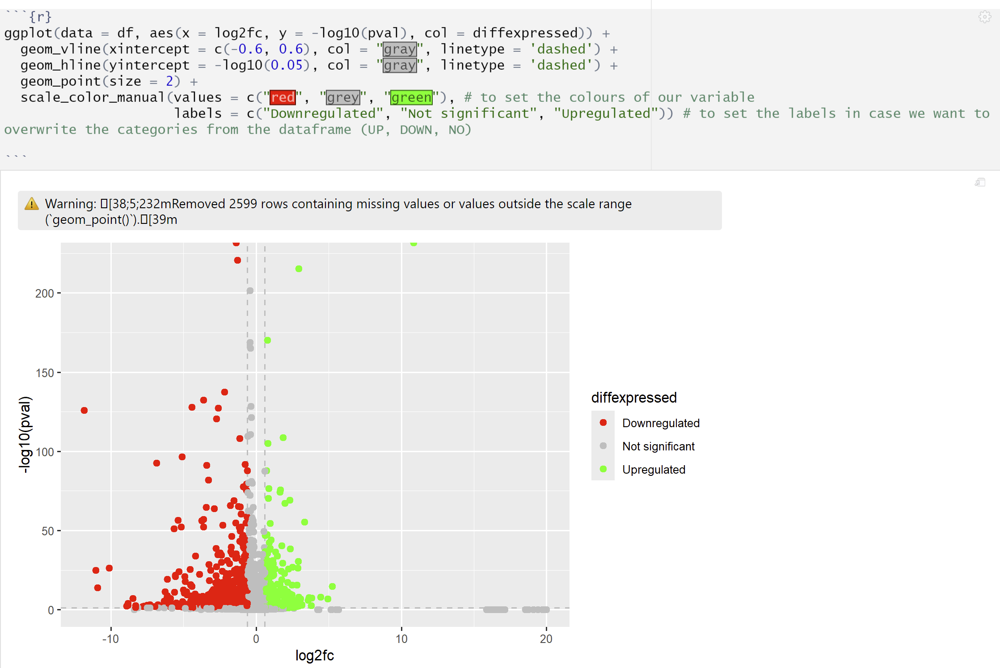 ```{r}
ggplot(data = df, aes(x = log2fc, y = -log10(pval), col = diffexpressed)) +
  geom_vline(xintercept = c(-0.6, 0.6), col = "gray", linetype = 'dashed') +
  geom_hline(yintercept = -log10(0.05), col = "gray", linetype = 'dashed') +
  geom_point(size = 2) +
  scale_color_manual(values = c("red", "grey", "green"), # to set the colours of our variable
                     labels = c("Downregulated", "Not significant", "Upregulated")) # to set the labels in case we want to
overwrite the categories from the dataframe (UP, DOWN, NO)
```
Warning: □[38;5;232mRemoved 2599 rows containing missing values or values outside the scale range
(`geom_point()`).□[39m
200
150
100
50
0
-log10(pval)
-10
0
10
20
log2fc
diffexpressed
Downregulated
Not significant
Upregulated